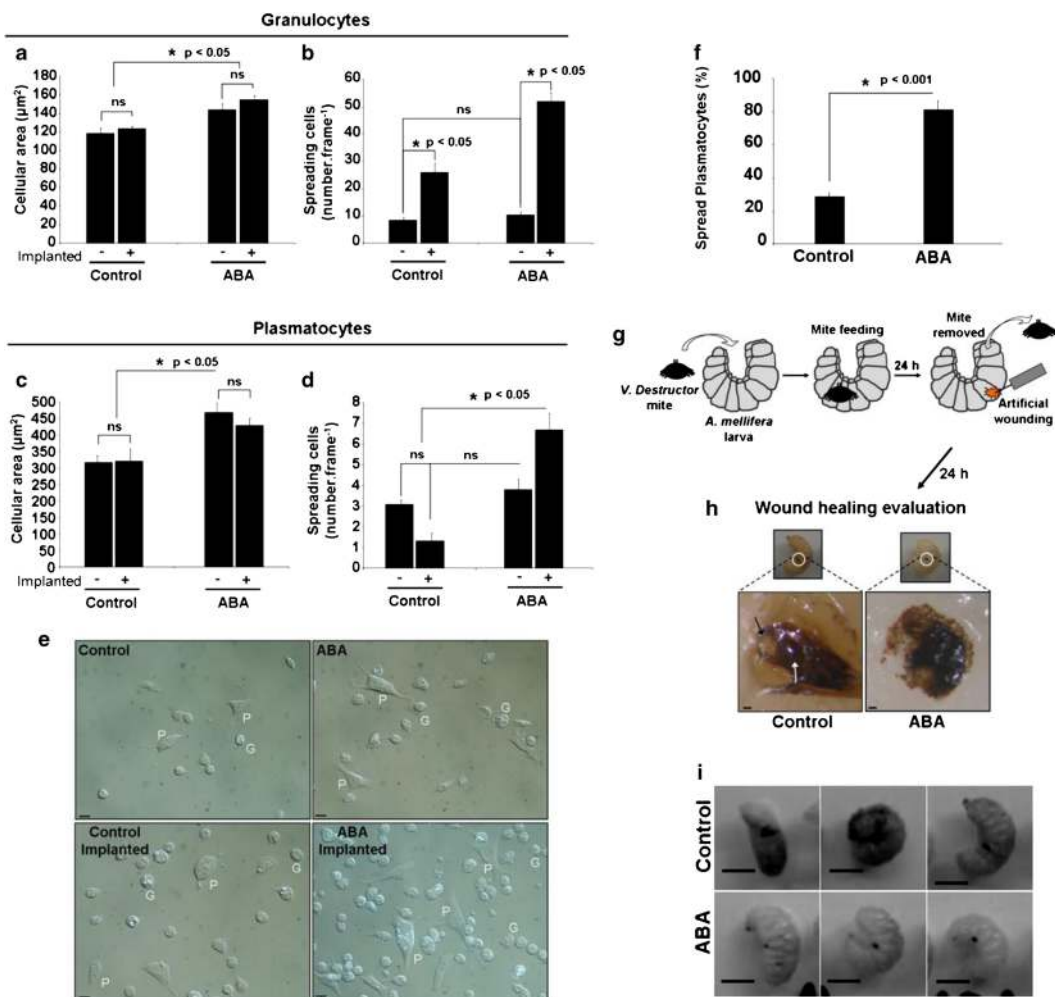 Granulocytes
a
* p < 0.05
ns
ns
Cellular area (µm²)
180
160
140
120
100
80
60
40
20
0
Implanted
- + - +
Control ABA
b
* p < 0.05
ns
* p < 0.05
Spreading cells
(number.frame⁻¹)
60
50
40
30
20
10
0
- + - +
Control ABA
Plasmatocytes
c
* p < 0.05
ns
ns
Cellular area (µm²)
500
450
400
350
300
250
200
150
100
50
0
Implanted
- + - +
Control ABA
d
* p < 0.05
ns ns
Spreading cells
(number.frame⁻¹)
8
7
6
5
4
3
2
1
0
- + - +
Control ABA
e
Control
P
P
G
ABA
P
G
G
P
Control
Implanted
G
P
G
P
ABA
Implanted
P
G
P
G
P
f
* p < 0.001
Spread Plasmatocytes (%)
100
80
60
40
20
0
Control ABA
g
Mite feeding
Mite
removed
24 h
V. Destructor
mite
A. mellifera
larva
Artificial
wounding
24 h
h
Wound healing evaluation
Control ABA
i
Control
ABA